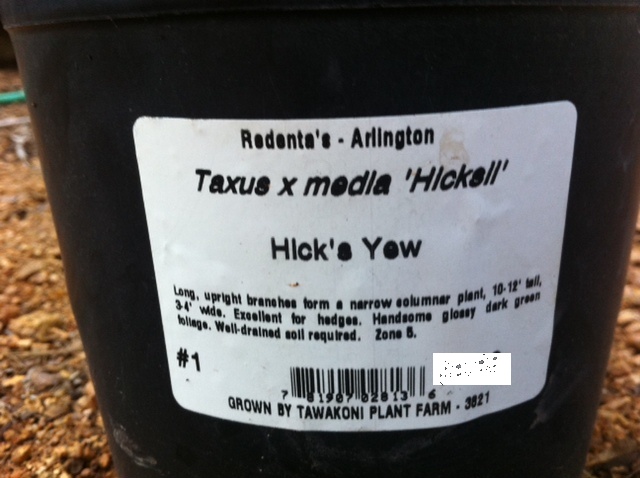 Redenta's - Arlington
Taxus x media 'Hicksii'
Hick's Yew
Long, upright branches form a narrow columnar plant, 10-12' tall,
3-4' wide. Excellent for hedges. Handsome glossy dark green
foliage. Well-drained soil required. Zone 5.
#1
7 81907 02813 6
GROWN BY TAWAKONI PLANT FARM - 3821